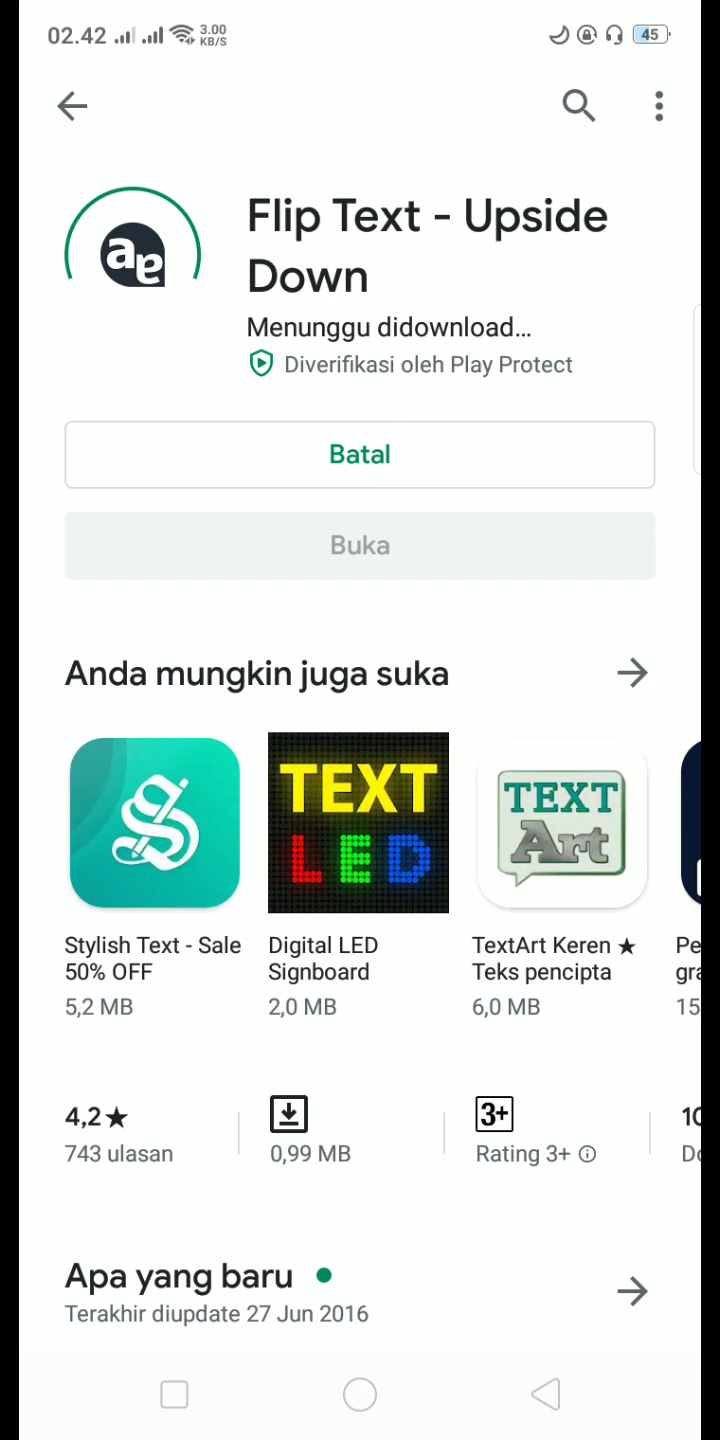 02.42 3.00 KB/S 45
Flip Text - Upside
Down
Menunggu didownload...
Diverifikasi oleh Play Protect
Batal
Buka
Anda mungkin juga suka
TEXT
LED
TEXT
Art
Stylish Text - Sale
50% OFF
5,2 MB
Digital LED
Signboard
2,0 MB
TextArt Keren ★
Teks pencipta
6,0 MB
4,2★
743 ulasan
0,99 MB
3+
Rating 3+
Apa yang baru
Terakhir diupdate 27 Jun 2016